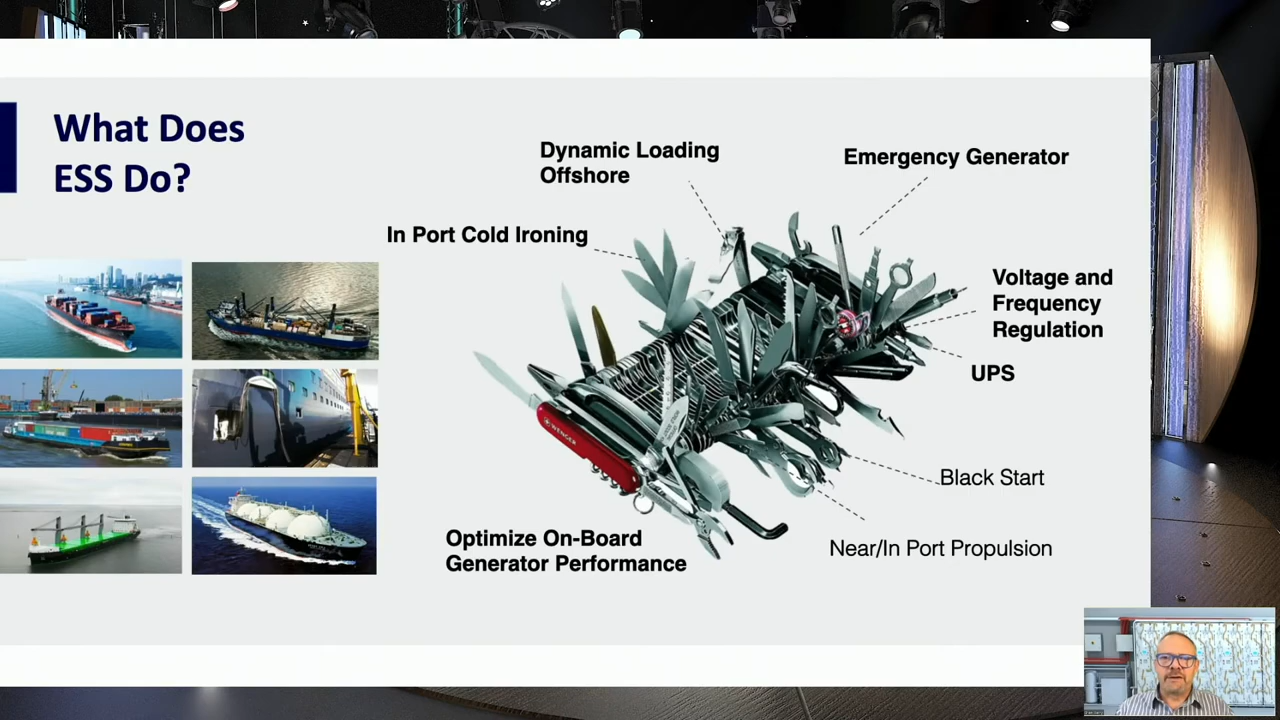 What Does
ESS Do?
Dynamic Loading
Offshore
Emergency Generator
In Port Cold Ironing
Voltage and
Frequency
Regulation
UPS
WENGER
Black Start
Optimize On-Board
Generator Performance
Near/In Port Propulsion